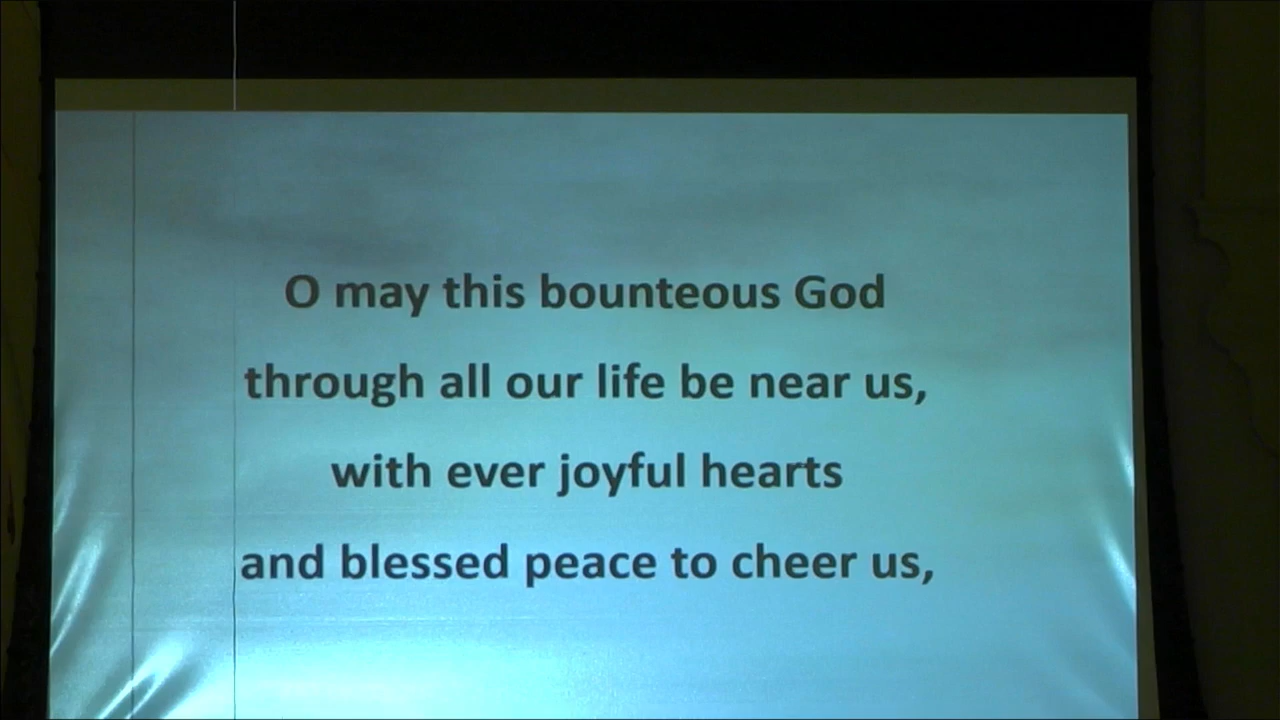 O may this bounteous God
through all our life be near us,
with ever joyful hearts
and blessed peace to cheer us,